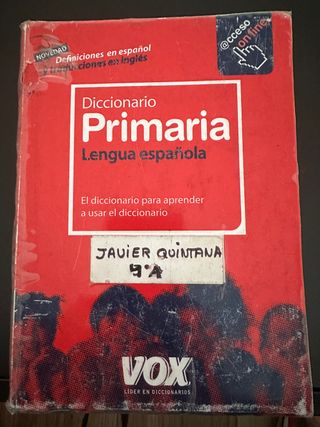 NOVEDAD
Definiciones en español
y traducciones en inglés
@cceso
online
Diccionario
Primaria
Lengua española
El diccionario para aprender
a usar el diccionario
JAVIER QUINTANA
VOX
LÍDER EN DICCIONARIOS